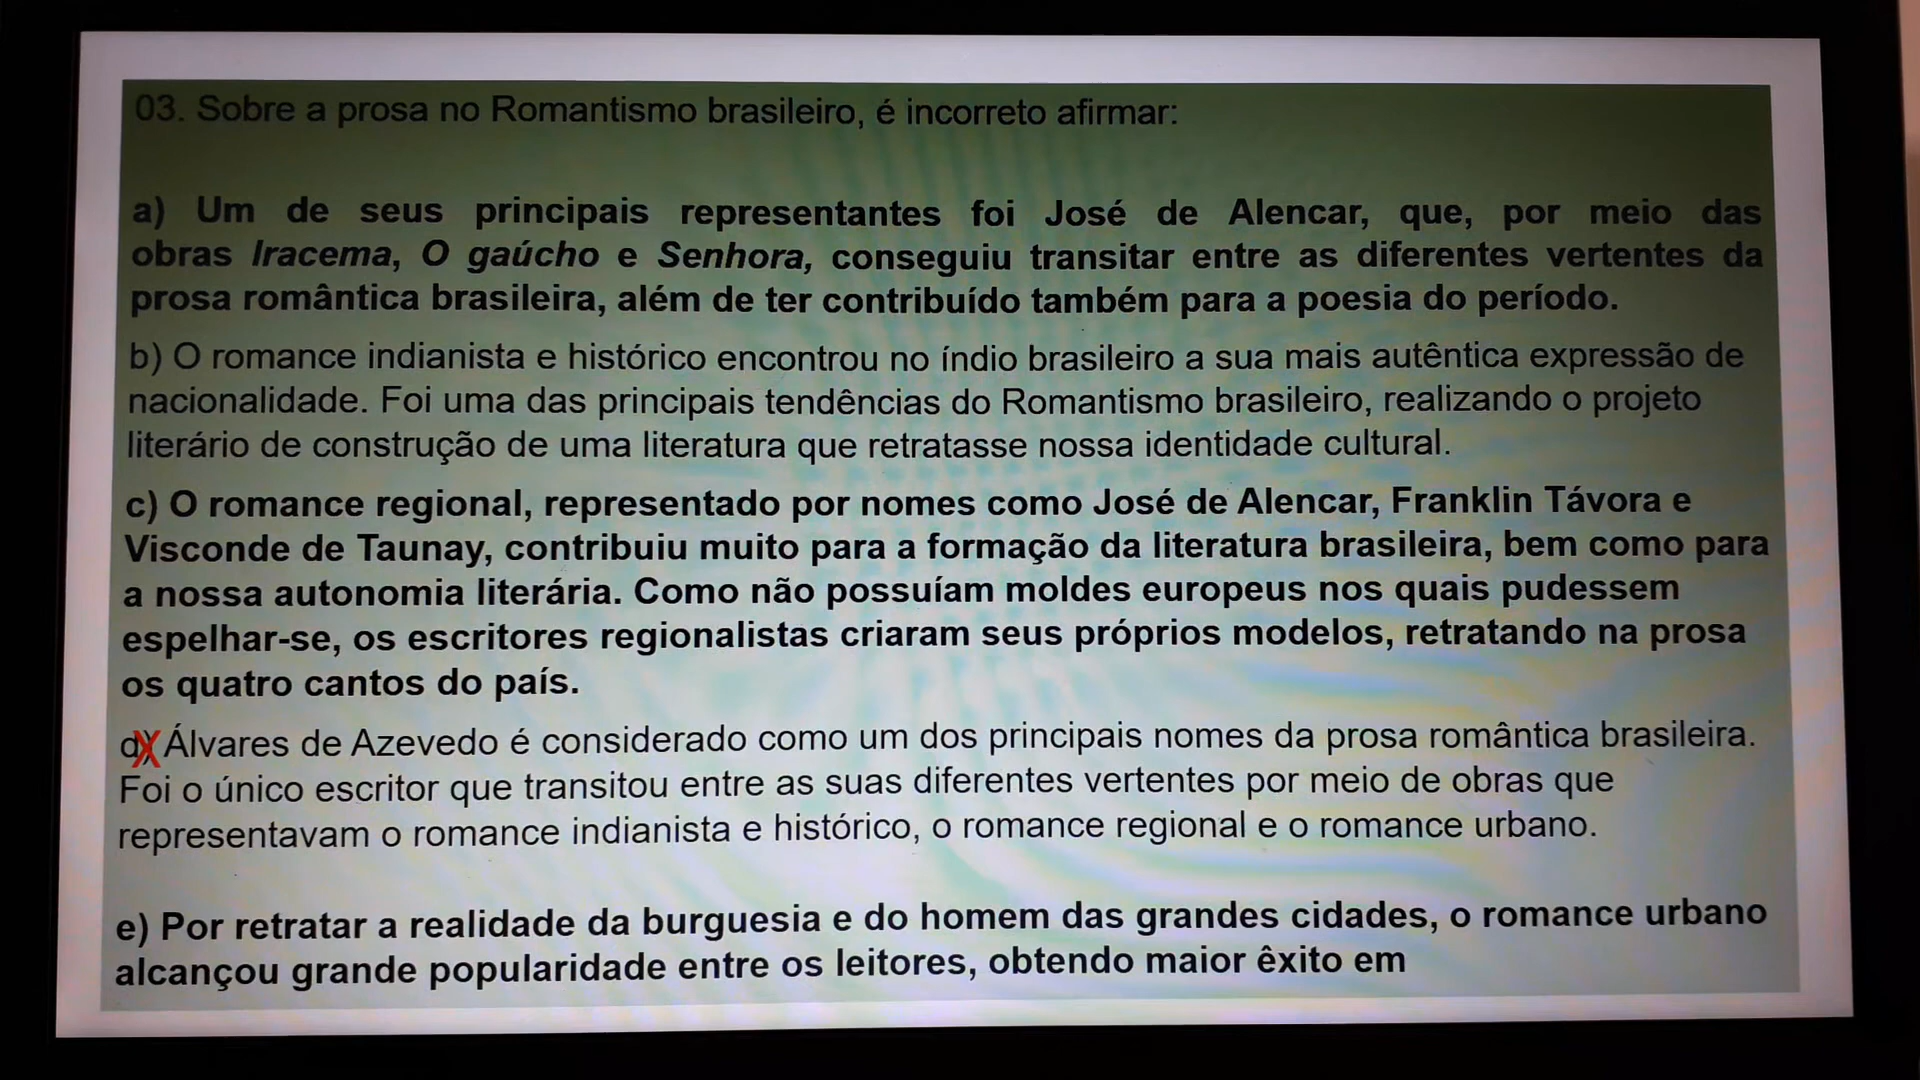 03. Sobre a prosa no Romantismo brasileiro, é incorreto afirmar:
a) Um de seus principais representantes foi José de Alencar, que, por meio das
obras Iracema, O gaúcho e Senhora, conseguiu transitar entre as diferentes vertentes da
prosa romântica brasileira, além de ter contribuído também para a poesia do período.
b) O romance indianista e histórico encontrou no índio brasileiro a sua mais autêntica expressão de
nacionalidade. Foi uma das principais tendências do Romantismo brasileiro, realizando o projeto
literário de construção de uma literatura que retratasse nossa identidade cultural.
c) O romance regional, representado por nomes como José de Alencar, Franklin Távora e
Visconde de Taunay, contribuiu muito para a formação da literatura brasileira, bem como para
a nossa autonomia literária. Como não possuíam moldes europeus nos quais pudessem
espelhar-se, os escritores regionalistas criaram seus próprios modelos, retratando na prosa
os quatro cantos do país.
d) X Álvares de Azevedo é considerado como um dos principais nomes da prosa romântica brasileira.
Foi o único escritor que transitou entre as suas diferentes vertentes por meio de obras que
representavam o romance indianista e histórico, o romance regional e o romance urbano.
e) Por retratar a realidade da burguesia e do homem das grandes cidades, o romance urbano
alcançou grande popularidade entre os leitores, obtendo maior êxito em